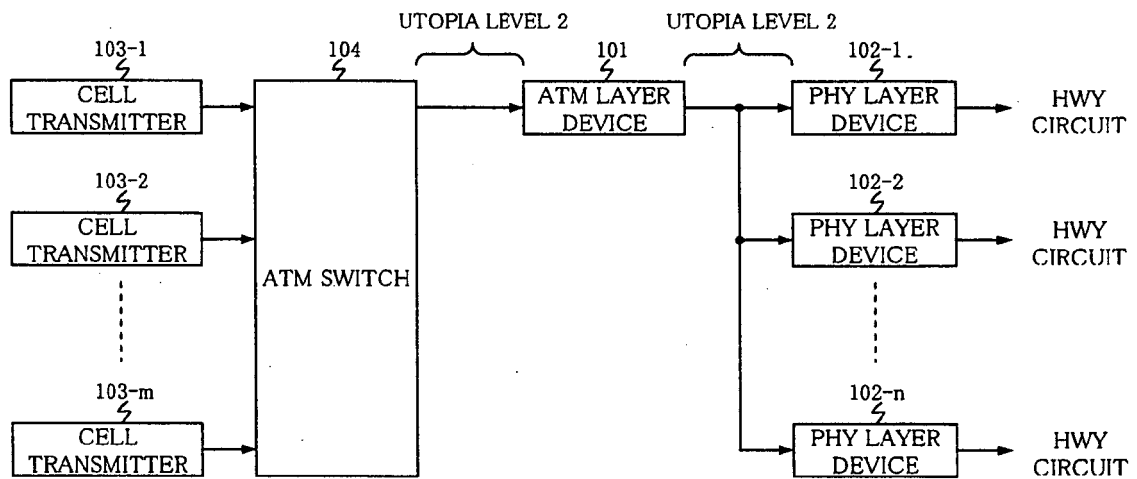 UTOPIA LEVEL 2
UTOPIA LEVEL 2
103-1
104
101
102-1.
CELL
TRANSMITTER
ATM LAYER
DEVICE
PHY LAYER
DEVICE
HWY
CIRCUIT
103-2
102-2
CELL
TRANSMITTER
PHY LAYER
DEVICE
HWY
CIRCUIT
ATM SWITCH
103-m
102-n
CELL
TRANSMITTER
PHY LAYER
DEVICE
HWY
CIRCUIT